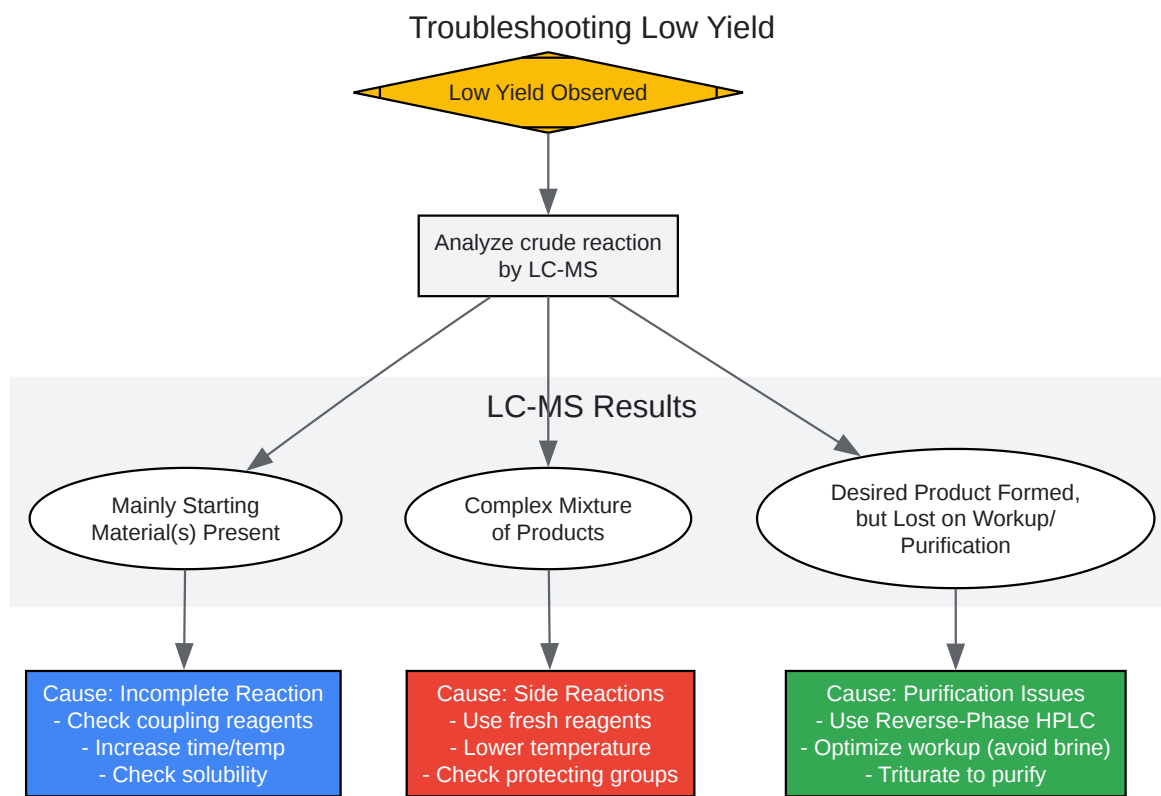 Troubleshooting Low Yield
Low Yield Observed
Analyze crude reaction
by LC-MS
LC-MS Results
Mainly Starting
Material(s) Present
Complex Mixture
of Products
Desired Product Formed,
but Lost on Workup/
Purification
Cause: Incomplete Reaction
- Check coupling reagents
- Increase time/temp
- Check solubility
Cause: Side Reactions
- Use fresh reagents
- Lower temperature
- Check protecting groups
Cause: Purification Issues
- Use Reverse-Phase HPLC
- Optimize workup (avoid brine)
- Triturate to purify